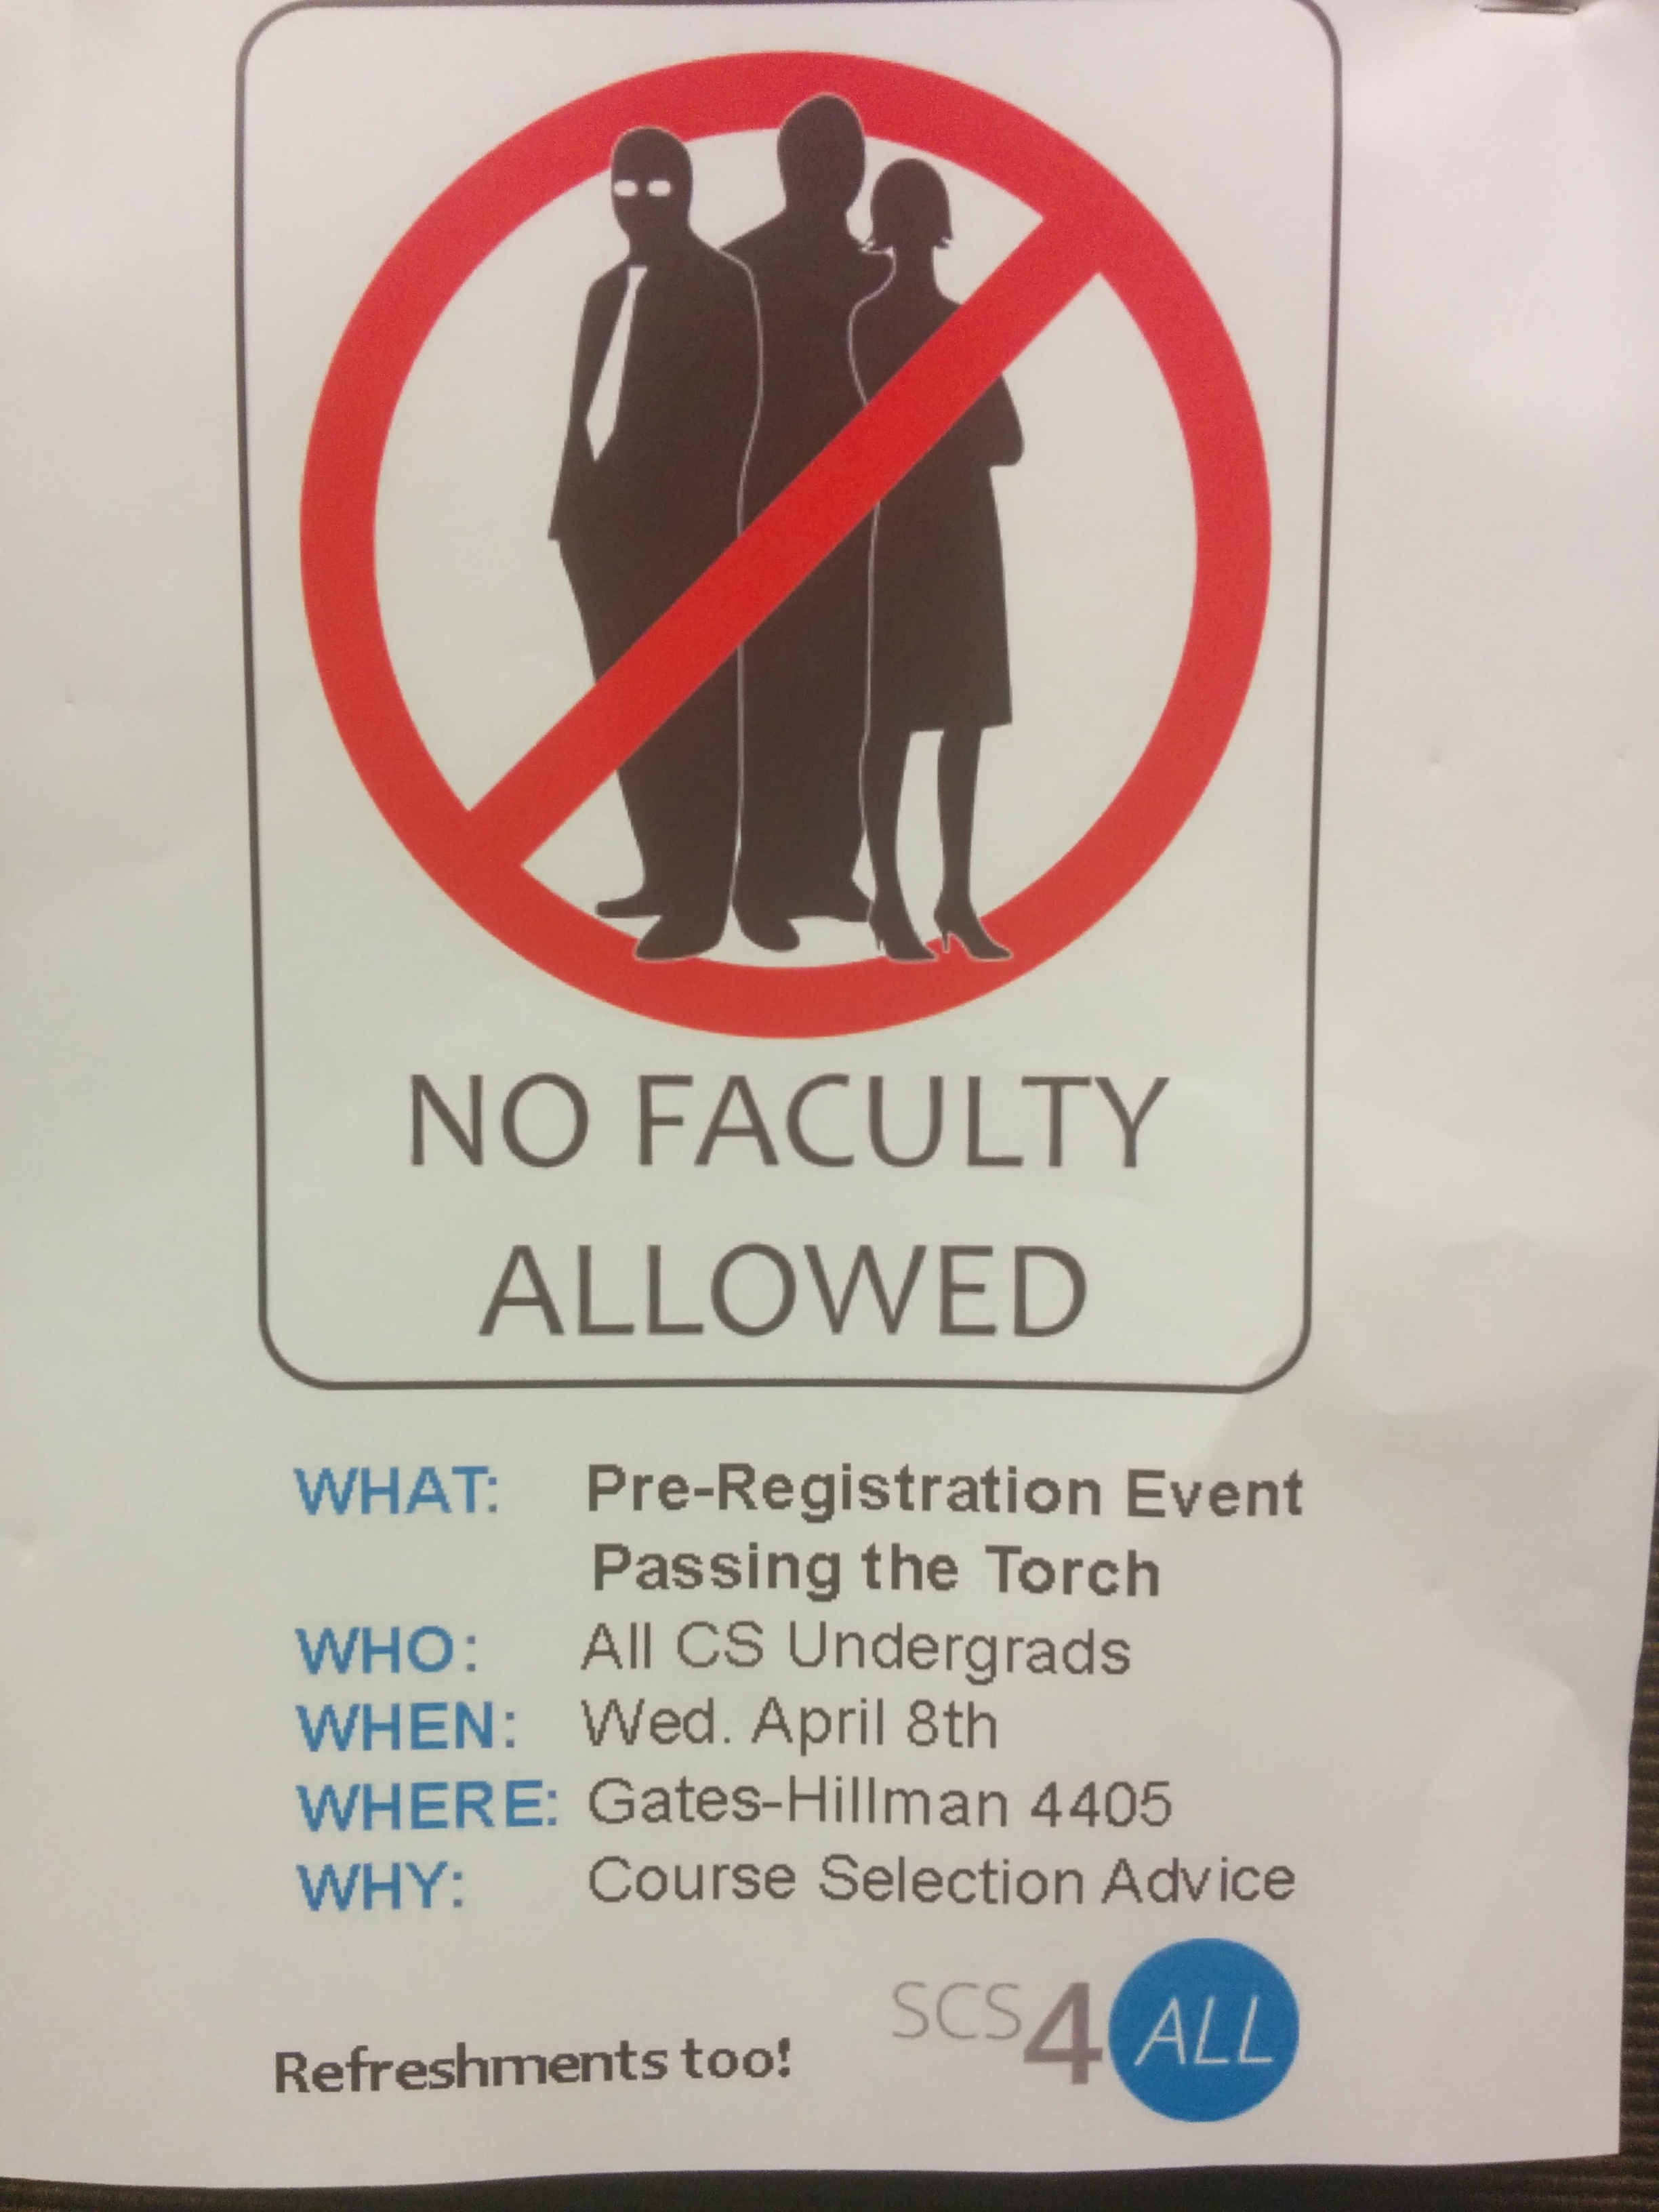 NO FACULTY
ALLOWED
WHAT: Pre-Registration Event
Passing the Torch
WHO: All CS Undergrads
WHEN: Wed. April 8th
WHERE: Gates-Hillman 4405
WHY: Course Selection Advice
SCS4ALL
Refreshments too!